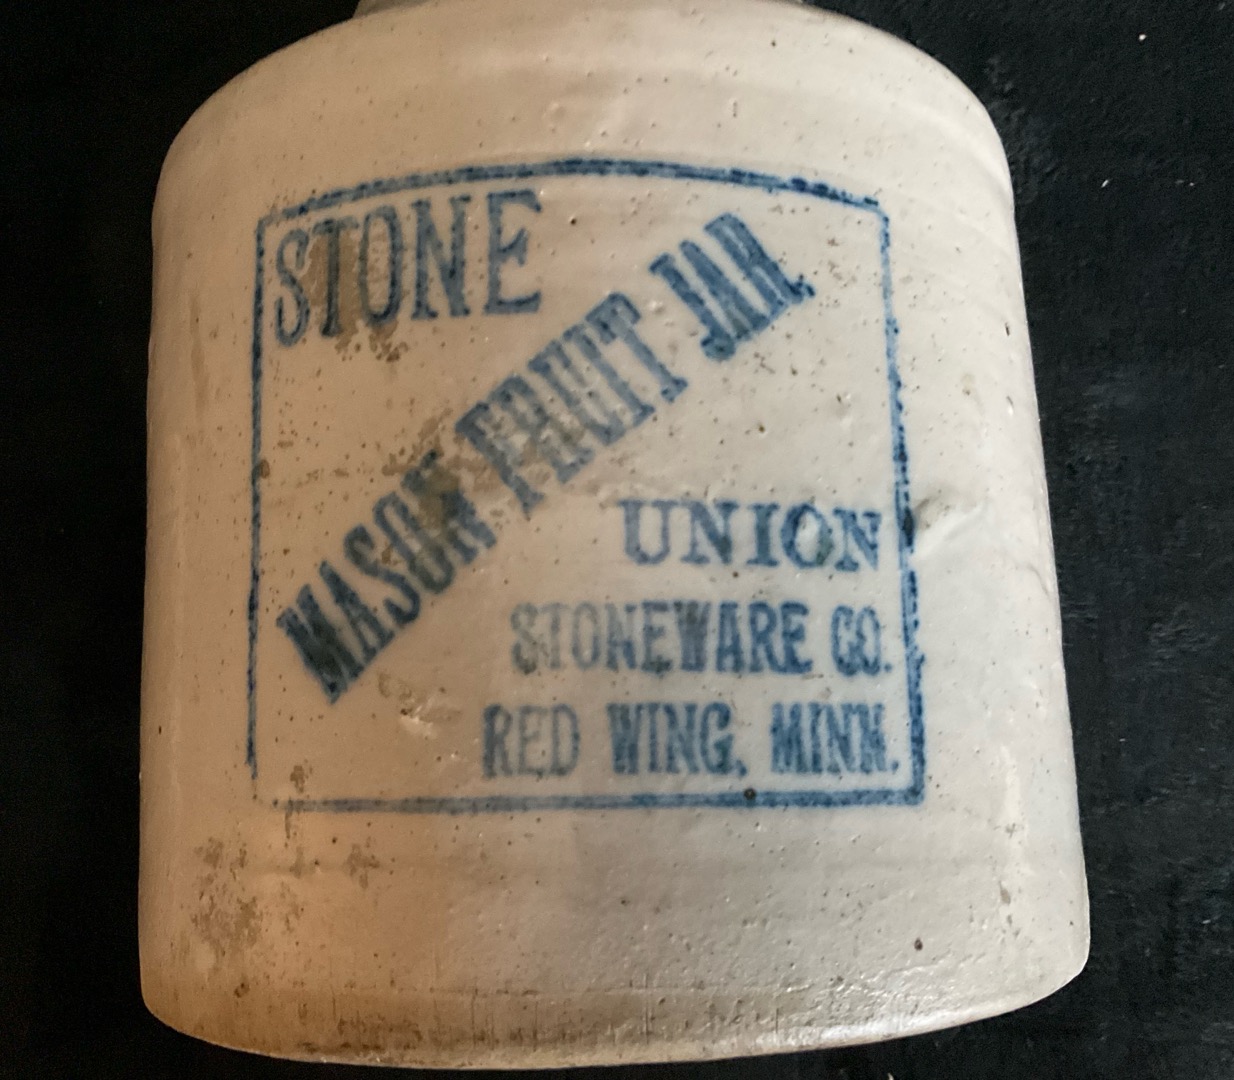 STONE
MASON FRUIT JAR
UNION
STONEWARE CO.
RED WING, MINN.